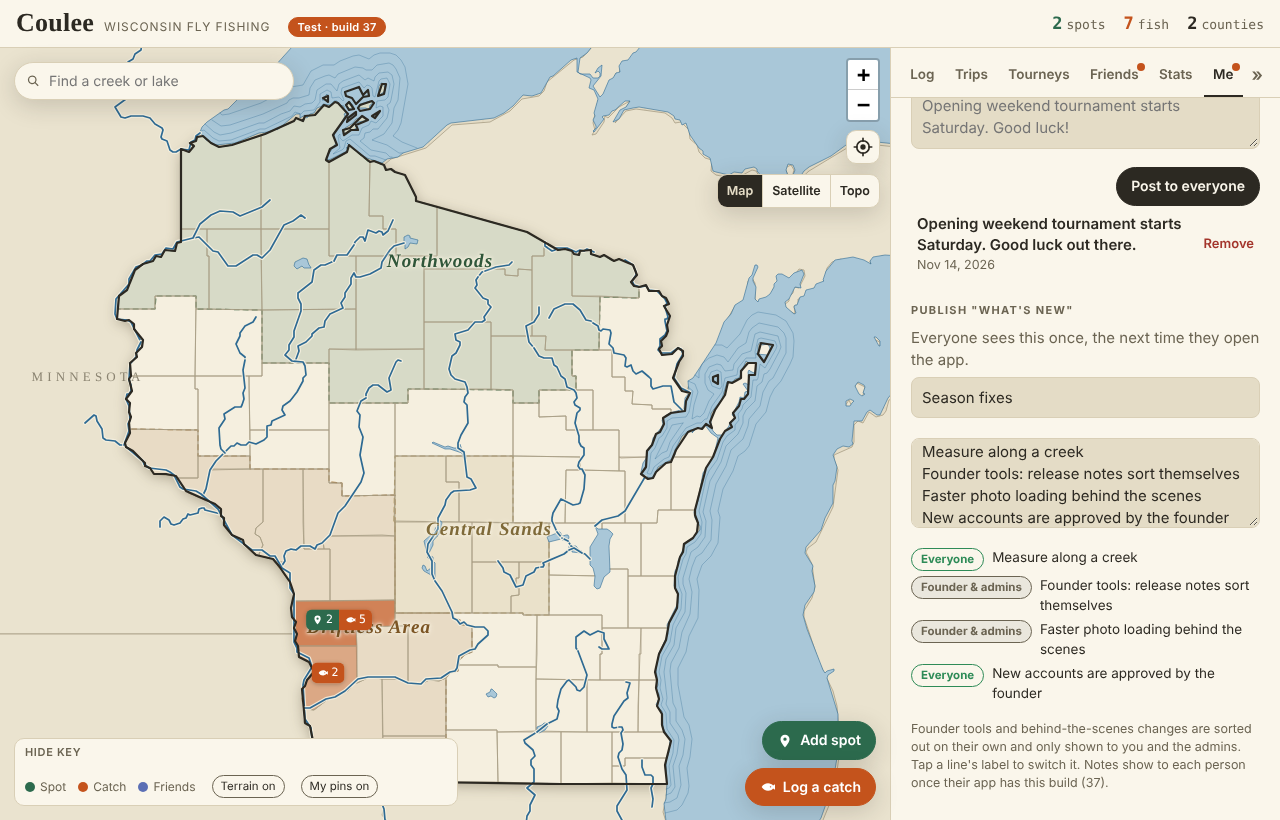 Coulee WISCONSIN FLY FISHING Test · build 37
2 spots 7 fish 2 counties
Find a creek or lake
+
−
Map Satellite Topo
Northwoods
MINNESOTA
Central Sands
2 5
Driftless Area
2
HIDE KEY
Spot Catch Friends Terrain on My pins on
Add spot
Log a catch
Log Trips Tourneys Friends Stats Me »
Opening weekend tournament starts
Saturday. Good luck!
Post to everyone
Opening weekend tournament starts
Saturday. Good luck out there.
Remove
Nov 14, 2026
PUBLISH "WHAT'S NEW"
Everyone sees this once, the next time they open
the app.
Season fixes
Measure along a creek
Founder tools: release notes sort themselves
Faster photo loading behind the scenes
New accounts are approved by the founder
Everyone Measure along a creek
Founder & admins Founder tools: release notes sort
themselves
Founder & admins Faster photo loading behind the
scenes
Everyone New accounts are approved by the
founder
Founder tools and behind-the-scenes changes are sorted
out on their own and only shown to you and the admins.
Tap a line's label to switch it. Notes show to each person
once their app has this build (37).